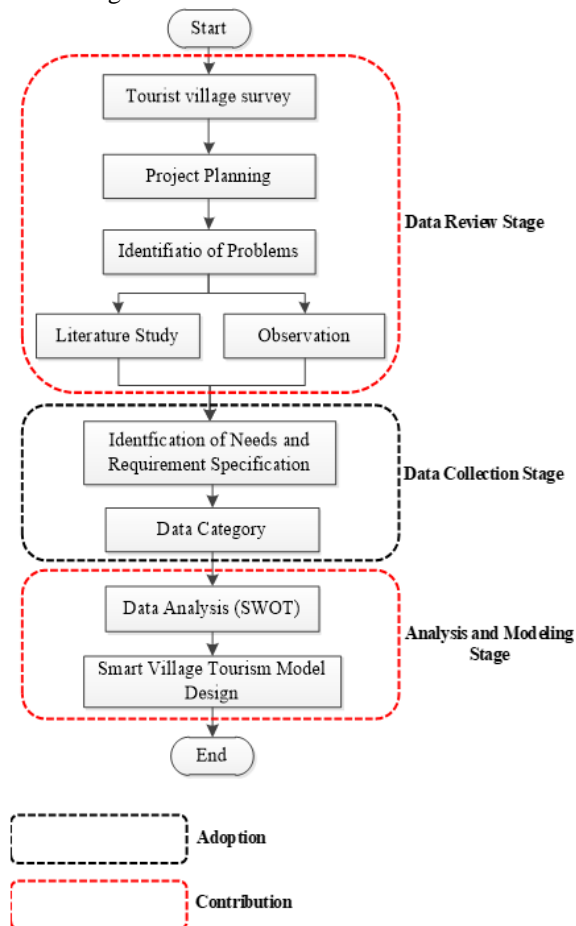 Start
Tourist village survey
Project Planning
Identifiatio of Problems
Data Review Stage
Literature Study
Observation
Identfication of Needs and
Requirement Specification
Data Collection Stage
Data Category
Data Analysis (SWOT)
Analysis and Modeling
Stage
Smart Village Tourism Model
Design
End
Adoption
Contribution